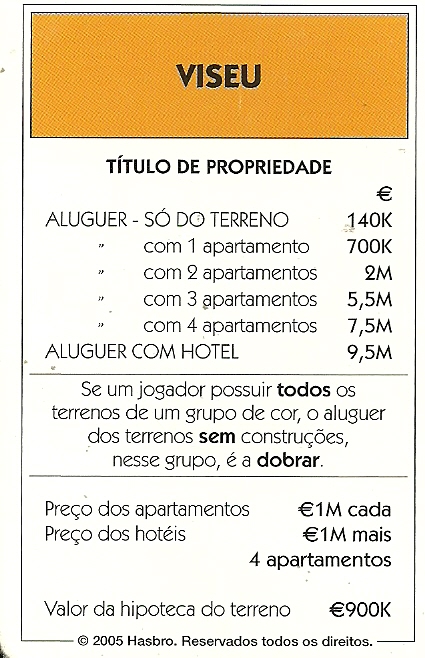 VISEU
TÍTULO DE PROPRIEDADE
€
ALUGUER - SÓ DO TERRENO 140K
" com 1 apartamento 700K
" com 2 apartamentos 2M
" com 3 apartamentos 5,5M
" com 4 apartamentos 7,5M
ALUGUER COM HOTEL 9,5M
Se um jogador possuir todos os
terrenos de um grupo de cor, o aluguer
dos terrenos sem construções,
nesse grupo, é a dobrar.
Preço dos apartamentos €1M cada
Preço dos hotéis €1M mais
4 apartamentos
Valor da hipoteca do terreno €900K
© 2005 Hasbro. Reservados todos os direitos.